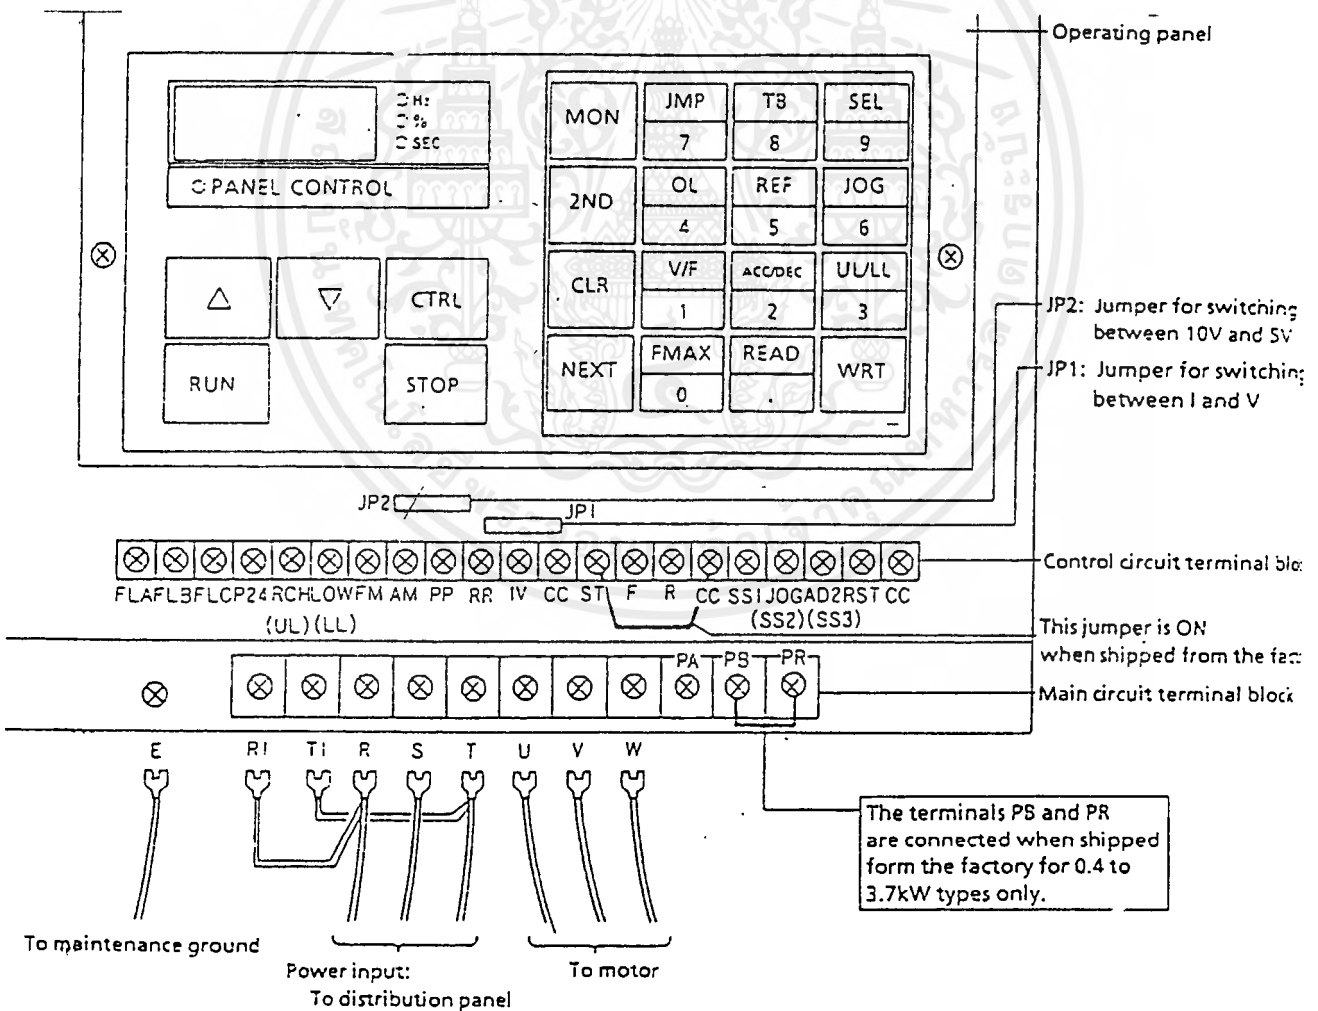 Operating panel
Hz
%
SEC
PANEL CONTROL
MON
JMP
TB
SEL
7
8
9
2ND
OL
REF
JOG
4
5
6
△
▽
CTRL
CLR
V/F
ACC/DEC
UL/LL
1
2
3
RUN
STOP
NEXT
FMAX
READ
WRT
0
.
JP2: Jumper for switching
between 10V and 5V
JP1: Jumper for switching
between I and V
JP2
JP1
Control circuit terminal blo
FLA FLB FLC P24 RCH LOW FM AM PP RR IV CC ST F R CC SS1 JOG AD2 RST CC
(UL) (LL) (SS2) (SS3)
This jumper is ON
when shipped from the fac
PA PB PR
Main circuit terminal block
E R1 T1 R S T U V W
The terminals PB and PR
are connected when shipped
form the factory for 0.4 to
3.7kW types only.
To maintenance ground
Power input:
To distribution panel
To motor